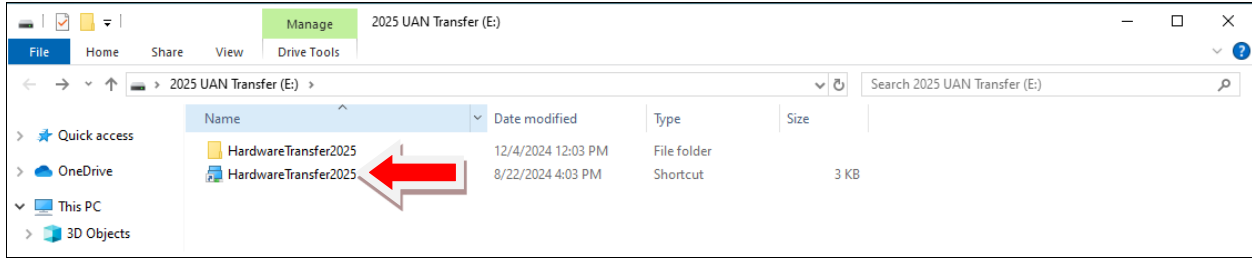 Manage 2025 UAN Transfer (E:)
File Home Share View Drive Tools
2025 UAN Transfer (E:) Search 2025 UAN Transfer (E:)
Name Date modified Type Size
Quick access
HardwareTransfer2025 12/4/2024 12:03 PM File folder
HardwareTransfer2025 8/22/2024 4:03 PM Shortcut 3 KB
OneDrive
This PC
3D Objects